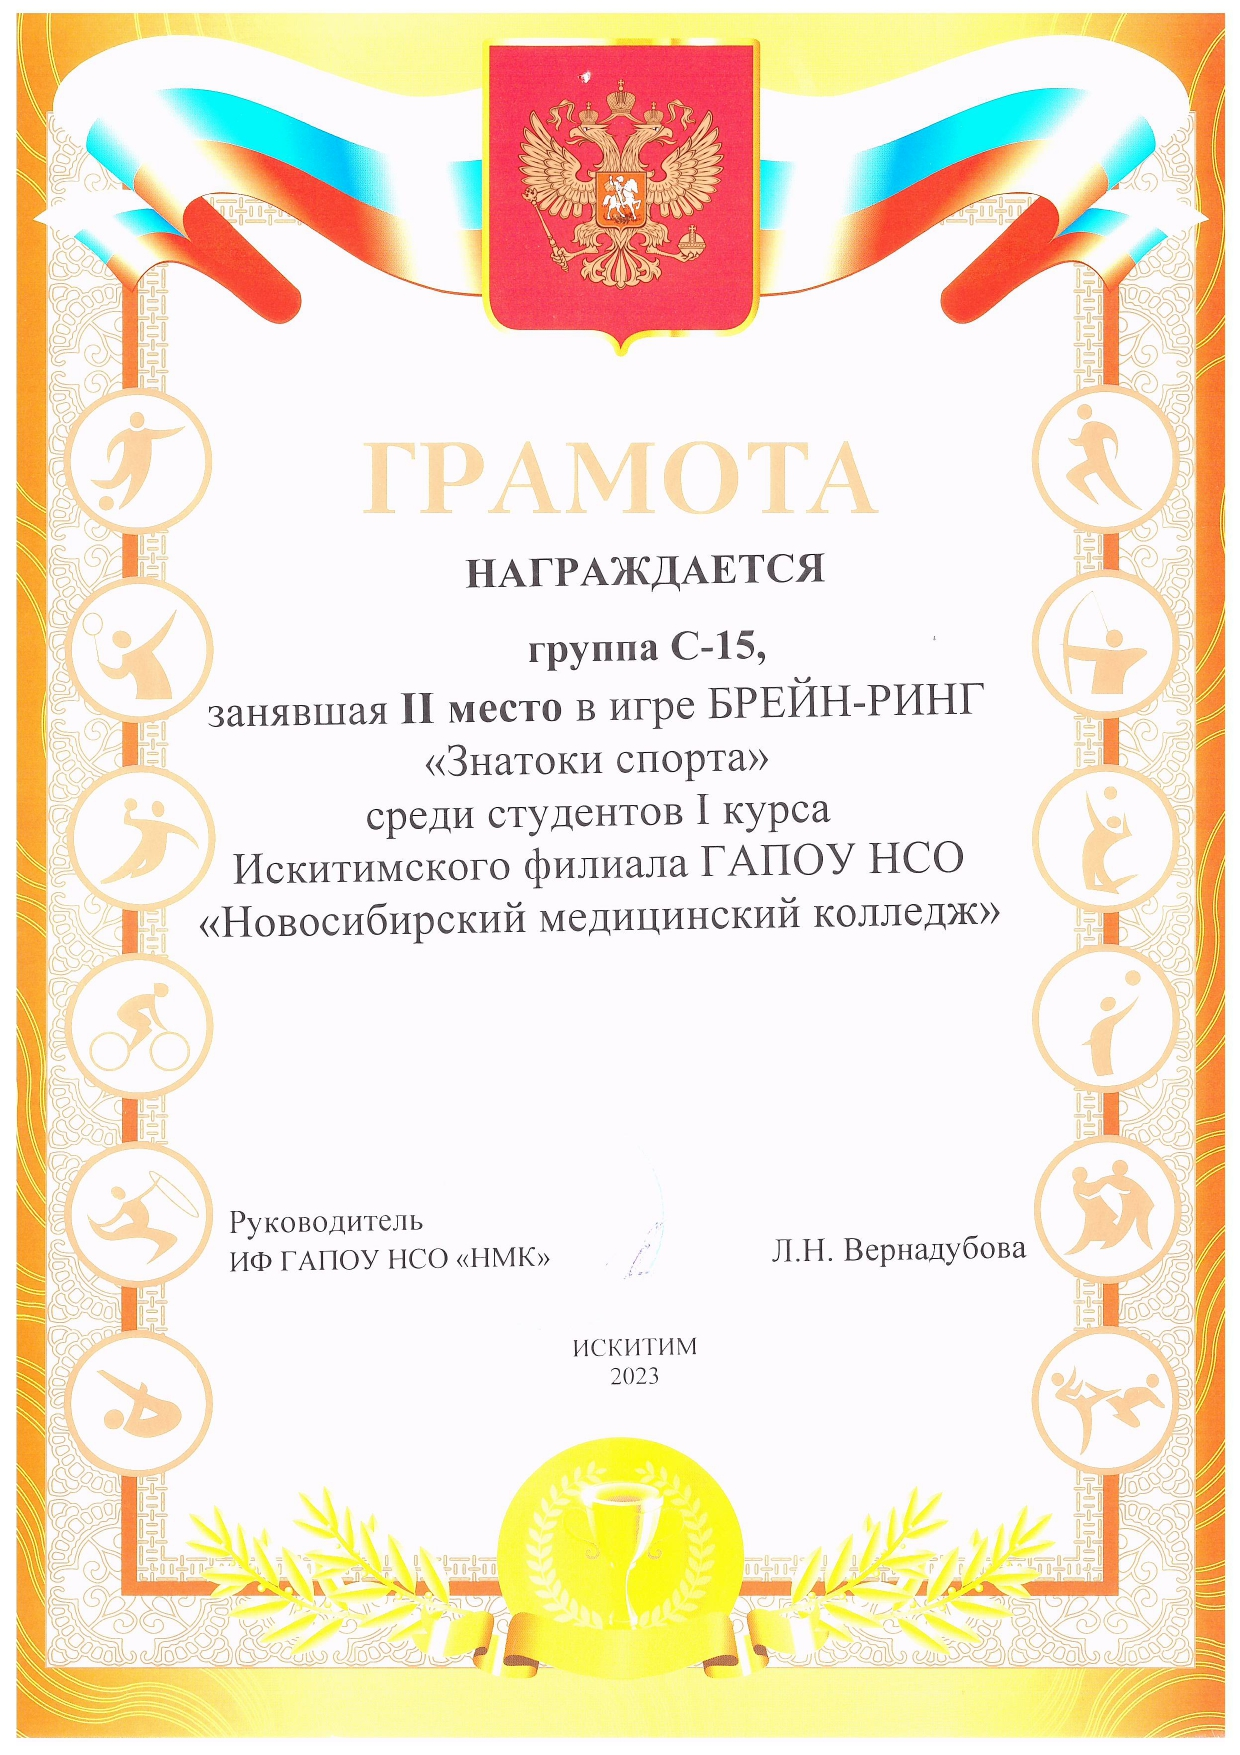 ГРАМОТА
НАГРАЖДАЕТСЯ
группа С-15,
занявшая II место в игре БРЕЙН-РИНГ
«Знатоки спорта»
среди студентов I курса
Искитимского филиала ГАПОУ НСО
«Новосибирский медицинский колледж»
Руководитель
ИФ ГАПОУ НСО «НМК»
Л.Н. Вернадубова
ИСКИТИМ
2023